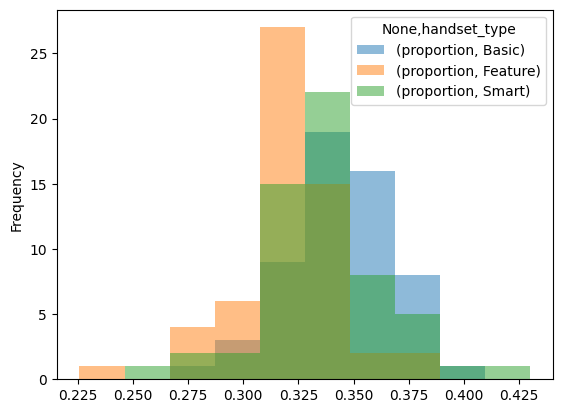 None,handset_type
(proportion, Basic)
(proportion, Feature)
(proportion, Smart)
Frequency
25
20
15
10
5
0
0.225 0.250 0.275 0.300 0.325 0.350 0.375 0.400 0.425